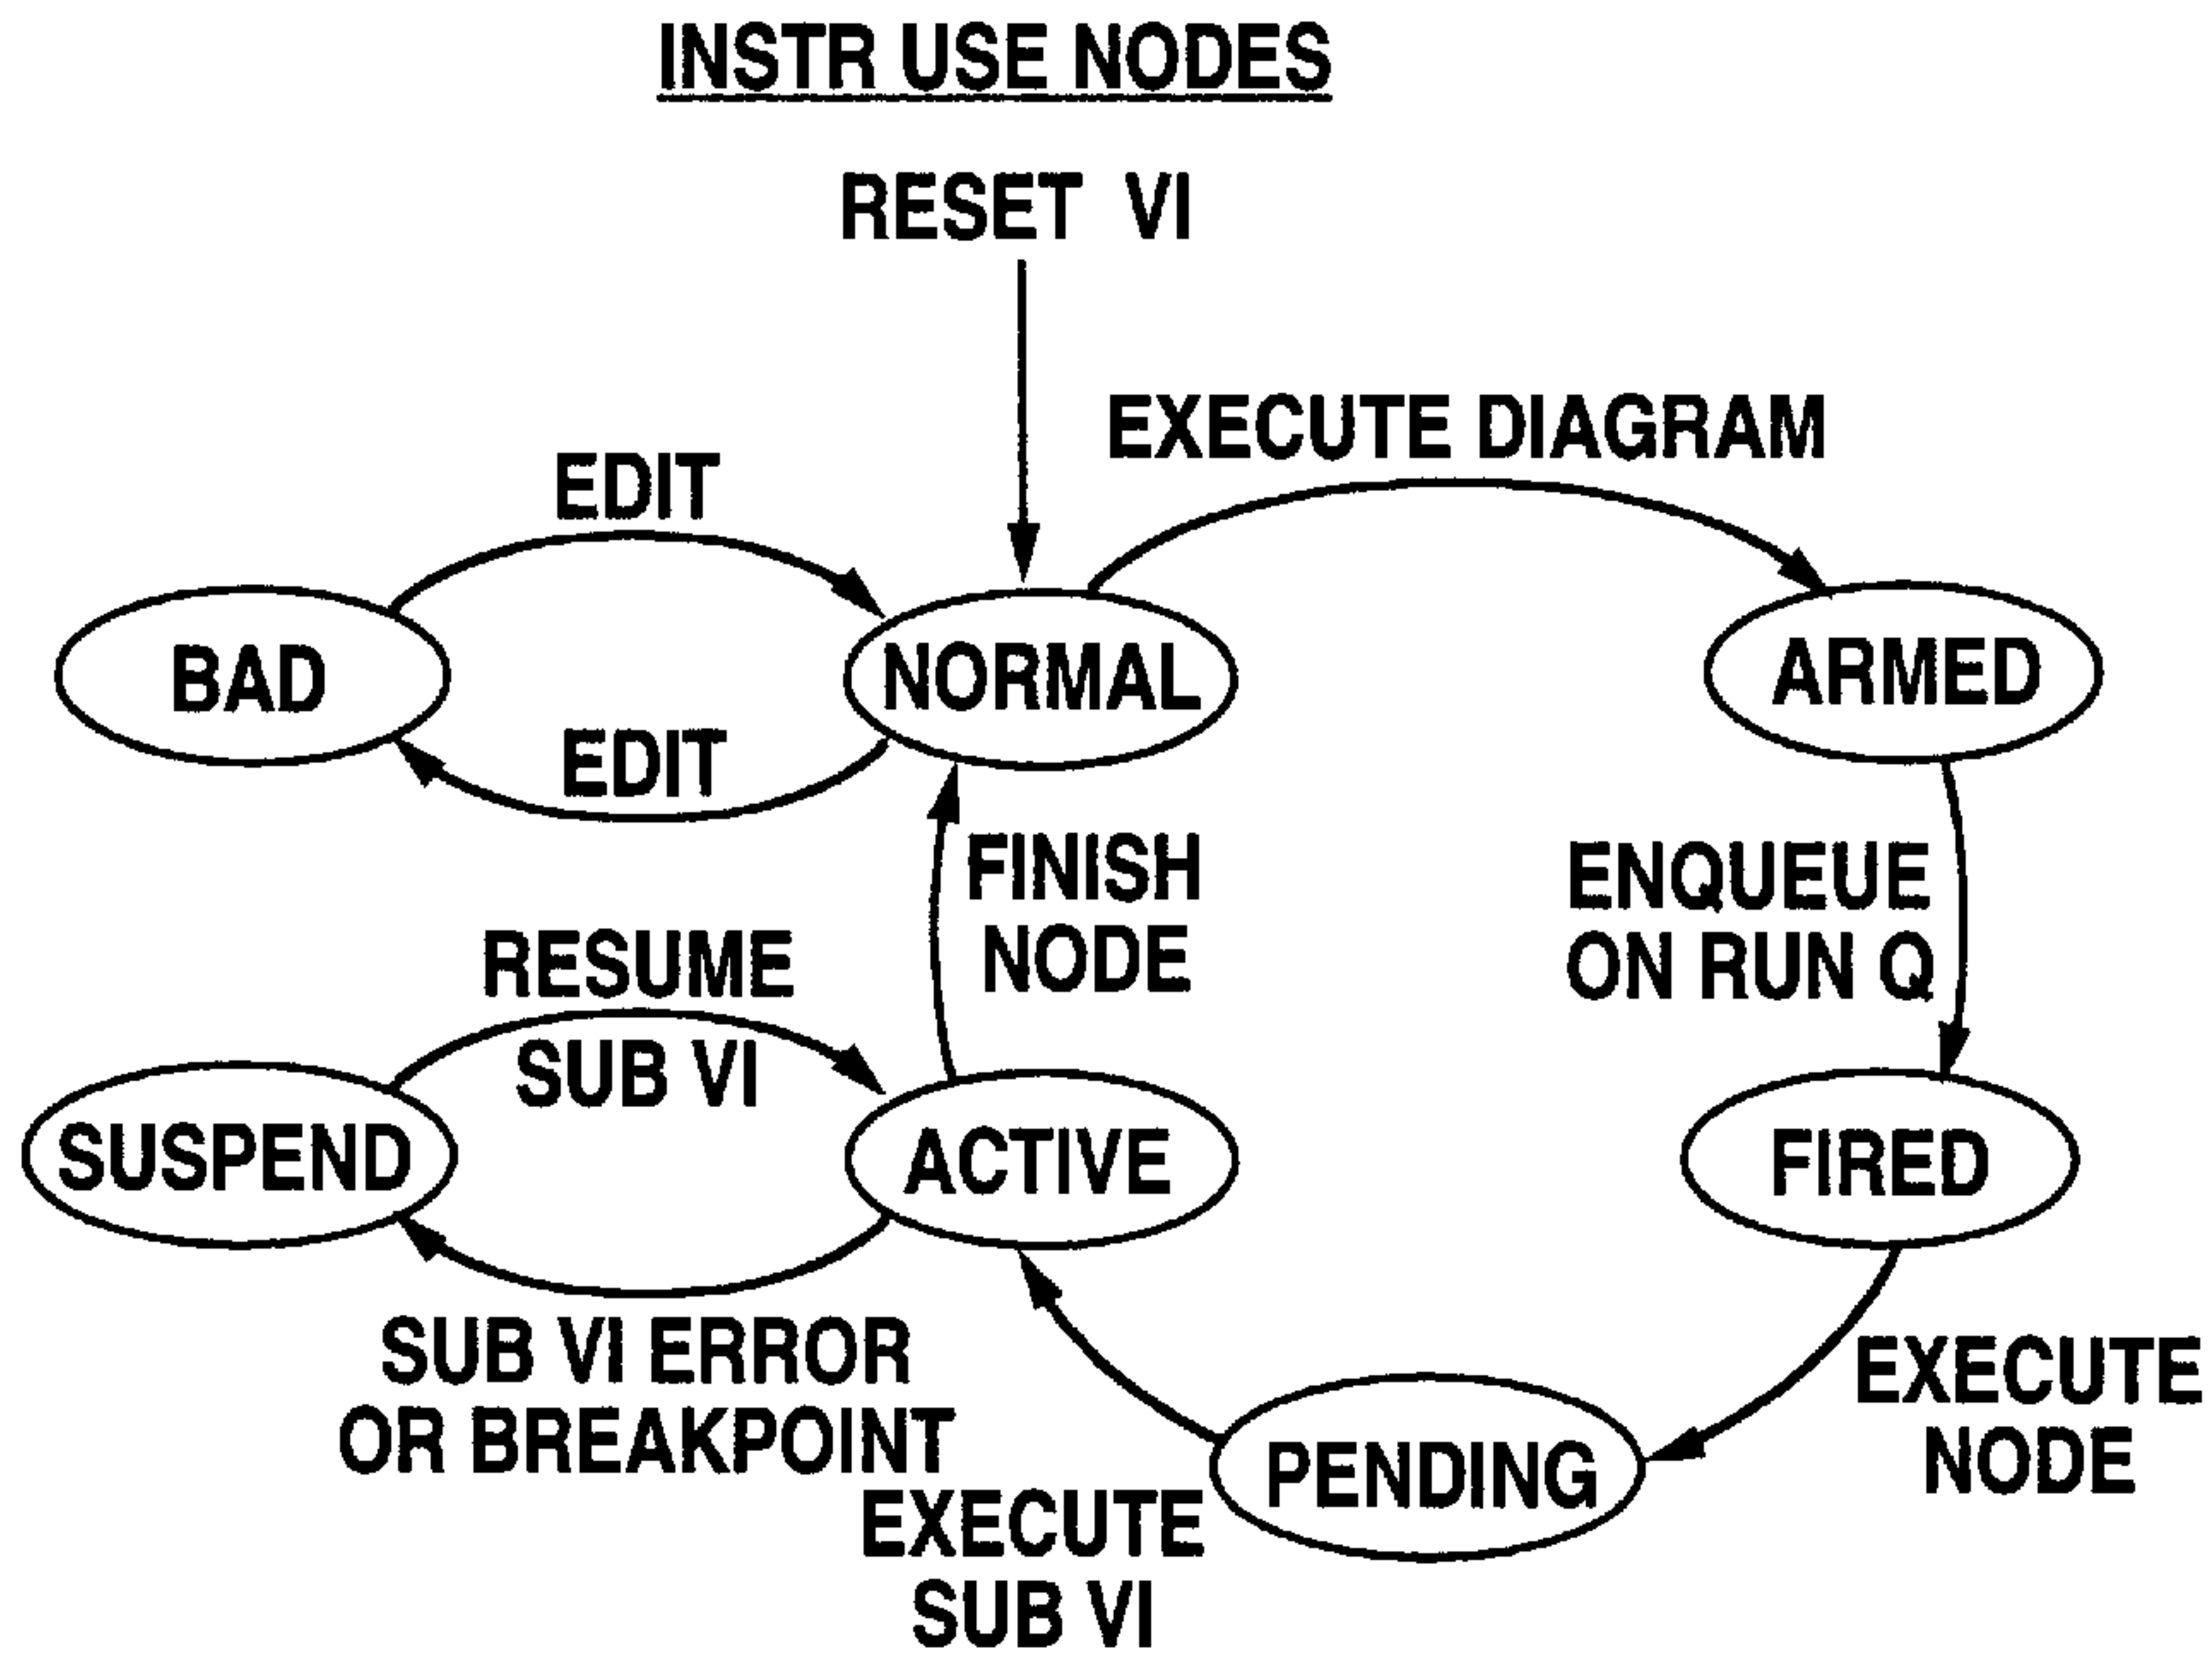 INSTR USE NODES
RESET VI
EXECUTE DIAGRAM
EDIT
BAD
NORMAL
ARMED
EDIT
FINISH
NODE
ENQUEUE
ON RUN Q
RESUME
SUB VI
SUSPEND
ACTIVE
FIRED
SUB VI ERROR
OR BREAKPOINT
EXECUTE
NODE
PENDING
EXECUTE
SUB VI